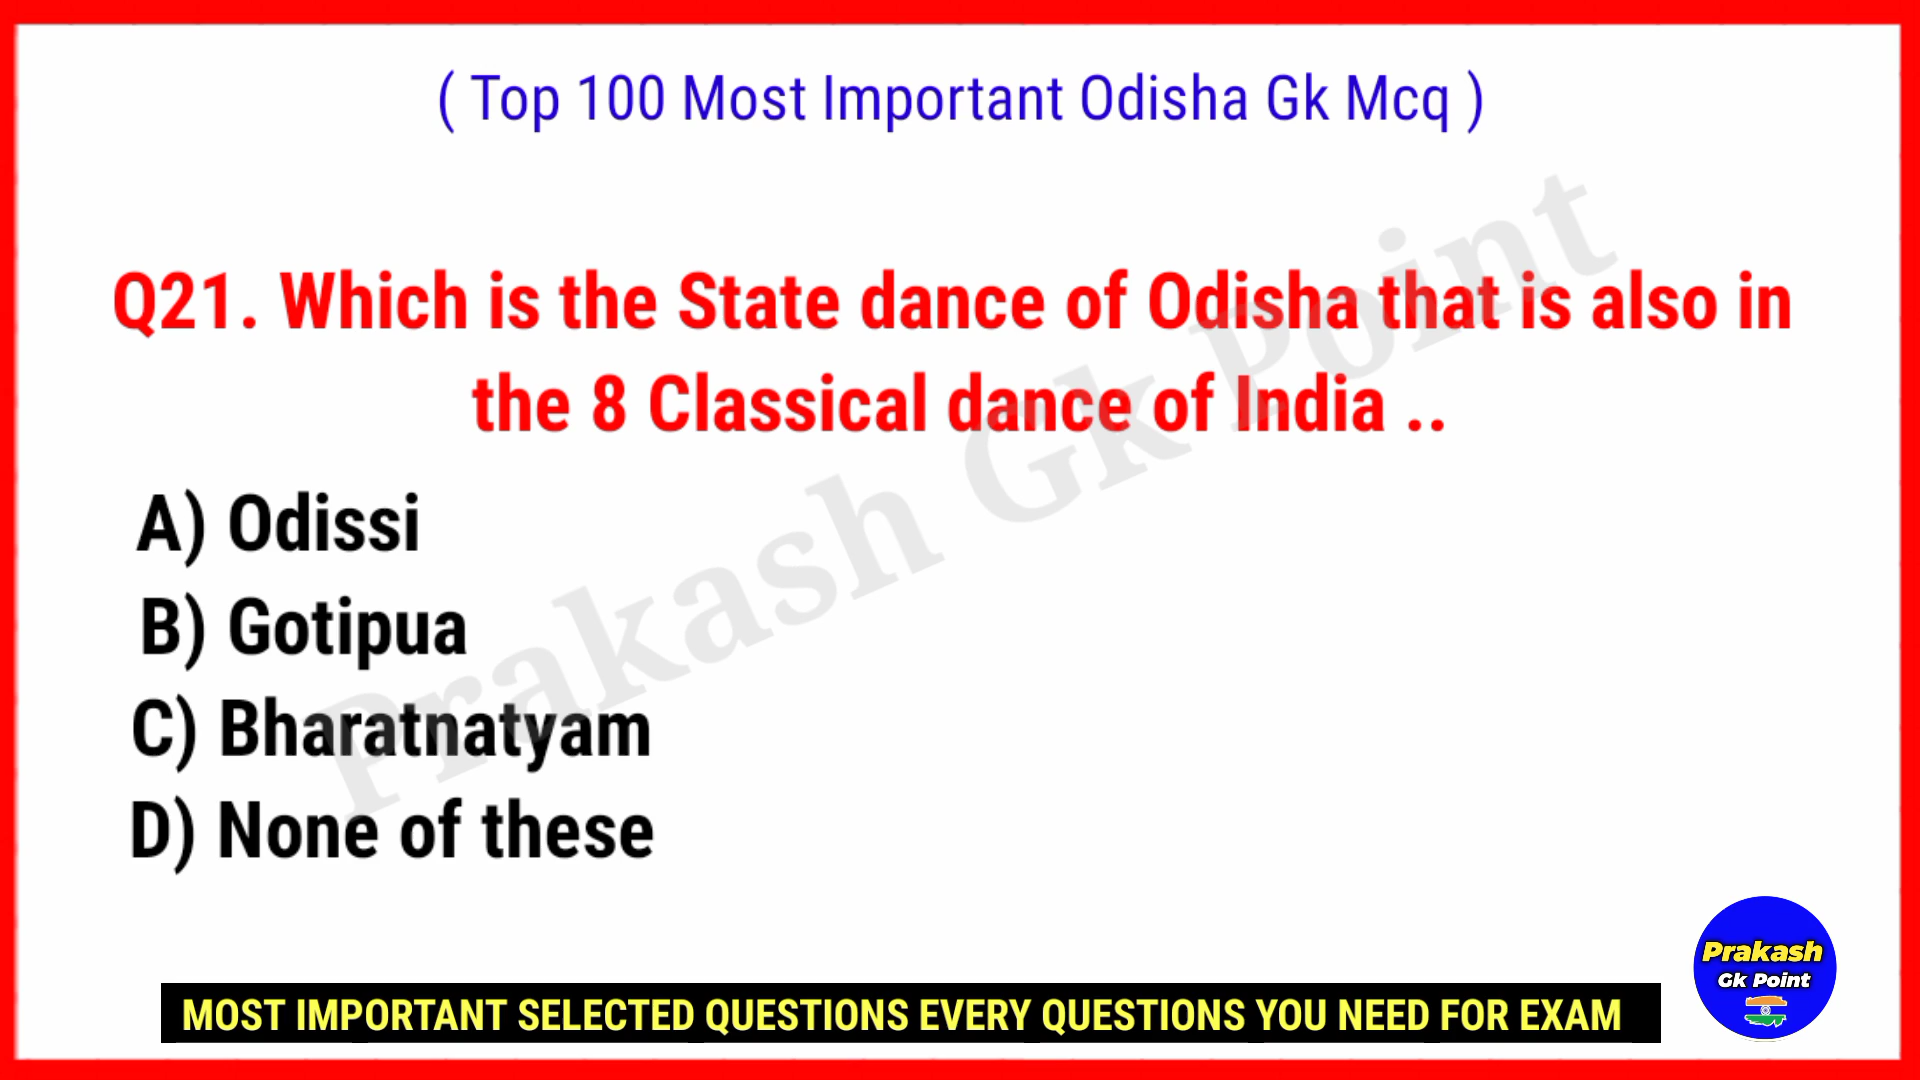 ( Top 100 Most Important Odisha Gk Mcq )
Q21. Which is the State dance of Odisha that is also in
the 8 Classical dance of India ..
A) Odissi
B) Gotipua
C) Bharatnatyam
D) None of these
Prakash Gk Point
MOST IMPORTANT SELECTED QUESTIONS EVERY QUESTIONS YOU NEED FOR EXAM
Prakash
Gk Point